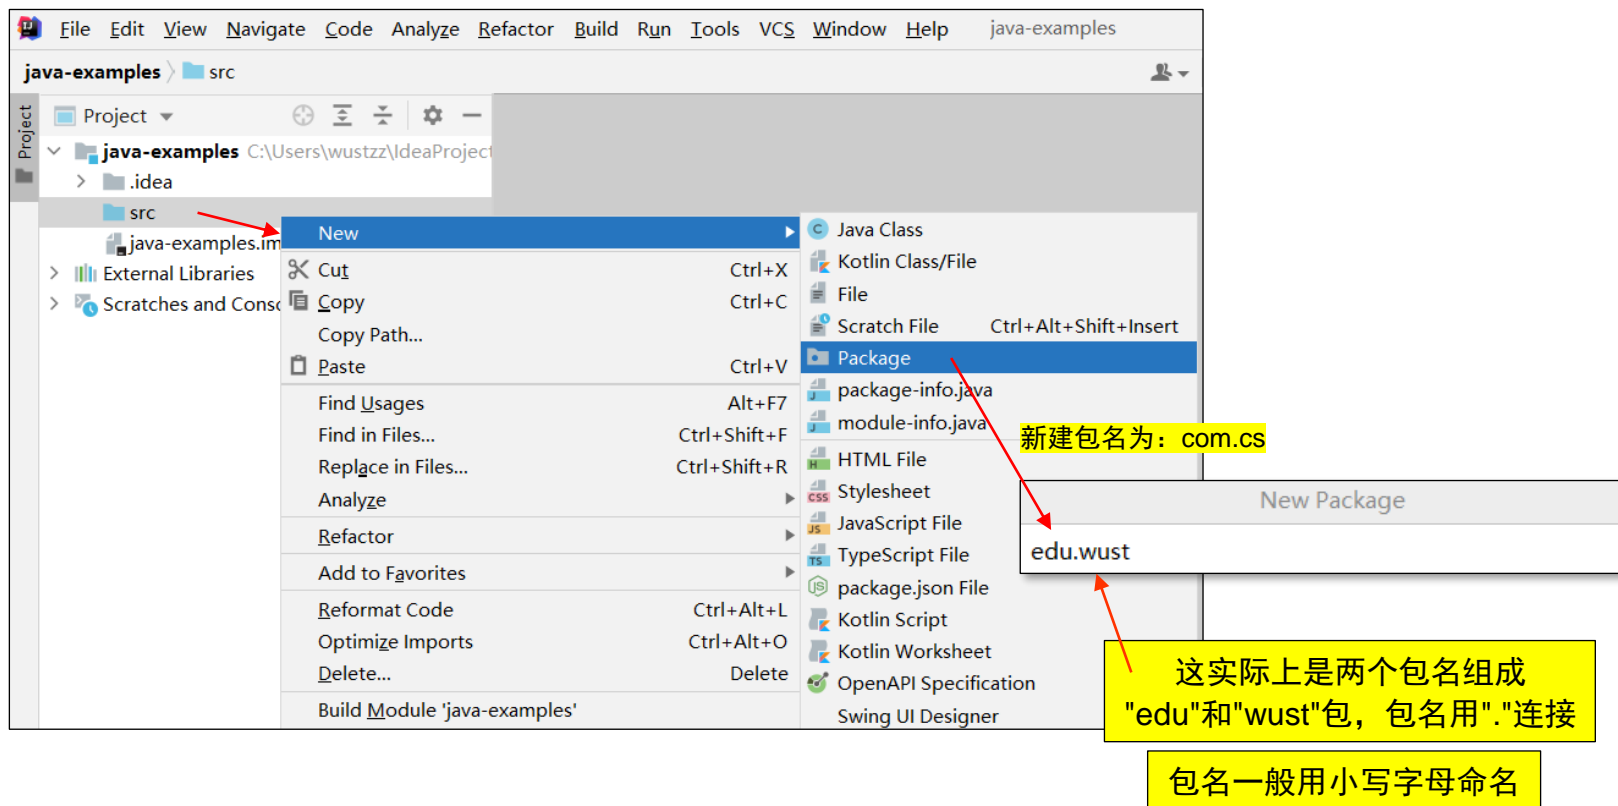 File Edit View Navigate Code Analyze Refactor Build Run Tools VCS Window Help java-examples
java-examples src
Project
Project
java-examples C:\Users\wustzz\IdeaProject
.idea
src
java-examples.im
External Libraries
Scratches and Conso
New
Cut Ctrl+X
Copy Ctrl+C
Copy Path...
Paste Ctrl+V
Find Usages Alt+F7
Find in Files... Ctrl+Shift+F
Replace in Files... Ctrl+Shift+R
Analyze
Refactor
Add to Favorites
Reformat Code Ctrl+Alt+L
Optimize Imports Ctrl+Alt+O
Delete... Delete
Build Module 'java-examples'
Java Class
Kotlin Class/File
File
Scratch File Ctrl+Alt+Shift+Insert
Package
package-info.java
module-info.java
HTML File
Stylesheet
JavaScript File
TypeScript File
package.json File
Kotlin Script
Kotlin Worksheet
OpenAPI Specification
Swing UI Designer
新建包名为：com.cs
New Package
edu.wust
这实际上是两个包名组成
"edu"和"wust"包，包名用"."连接
包名一般用小写字母命名